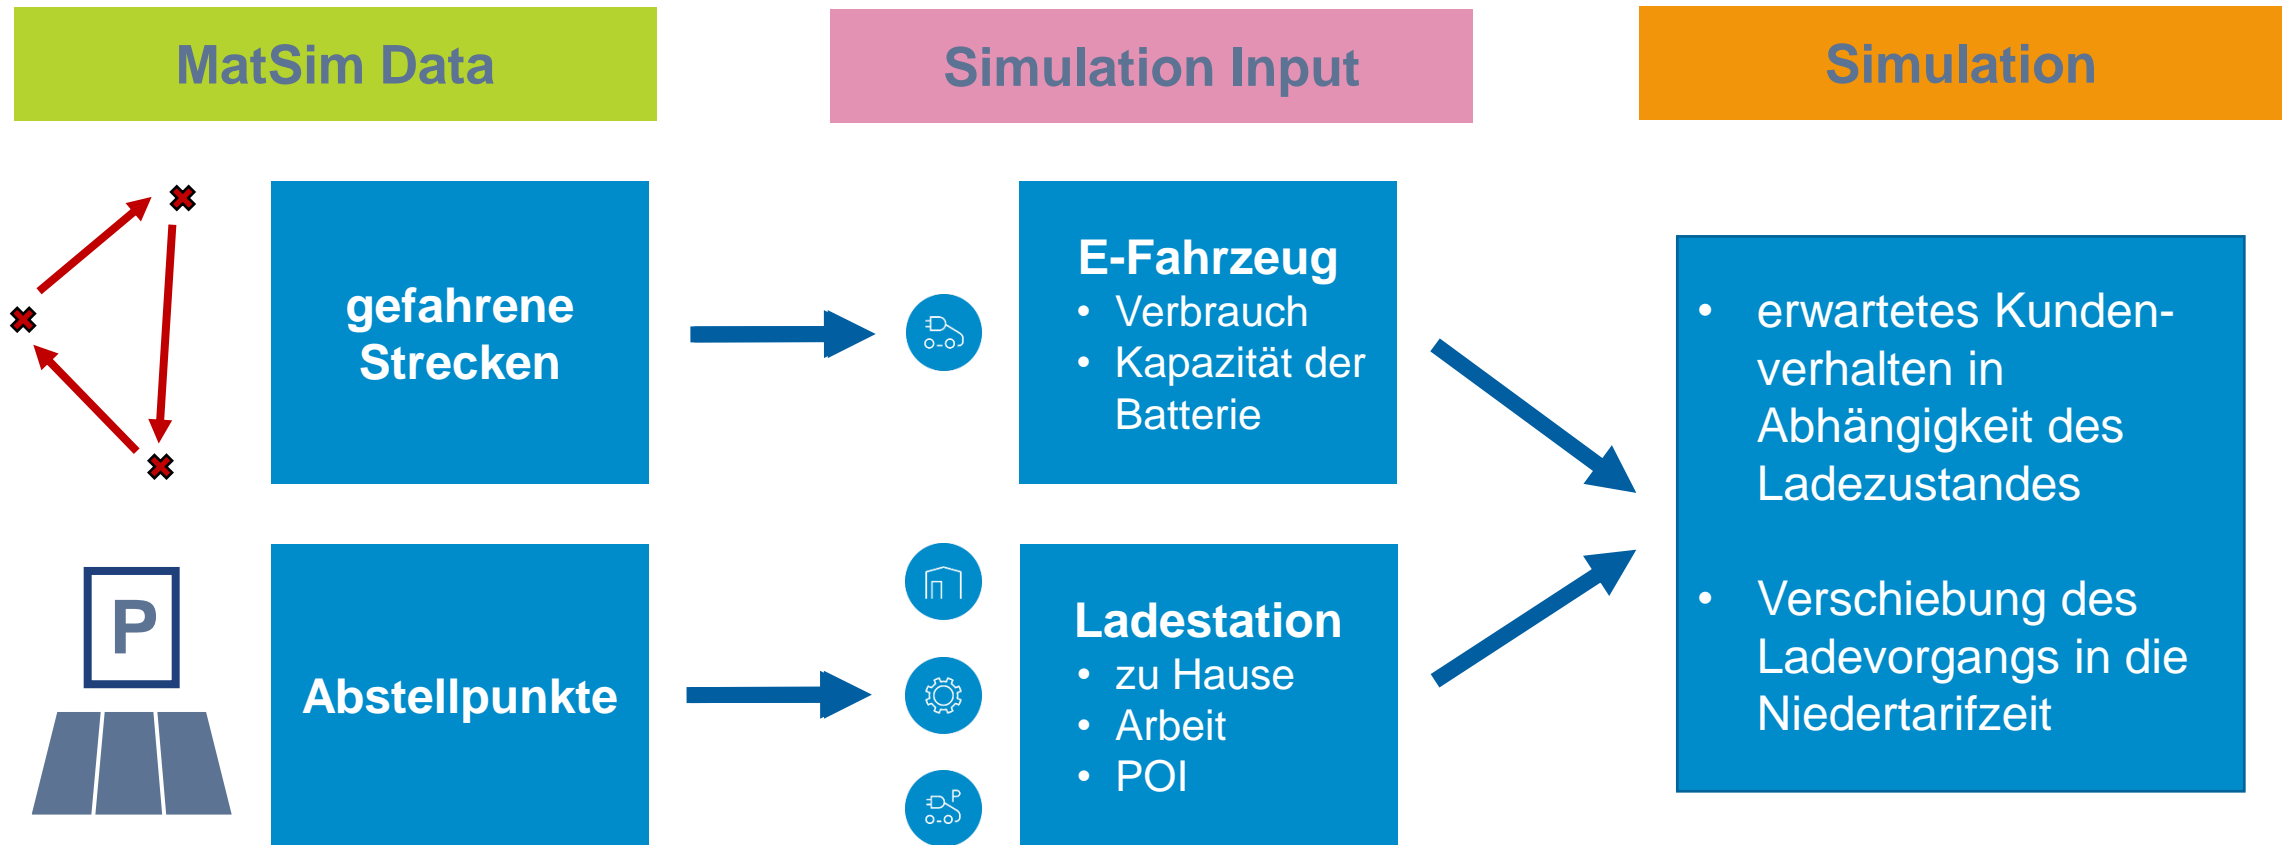 MatSim Data
Simulation Input
Simulation
gefahrene
Strecken
E-Fahrzeug
• Verbrauch
• Kapazität der
Batterie
• erwartetes Kunden-
verhalten in
Abhängigkeit des
Ladezustandes
• Verschiebung des
Ladevorgangs in die
Niedertarifzeit
P
Abstellpunkte
P
Ladestation
• zu Hause
• Arbeit
• POI